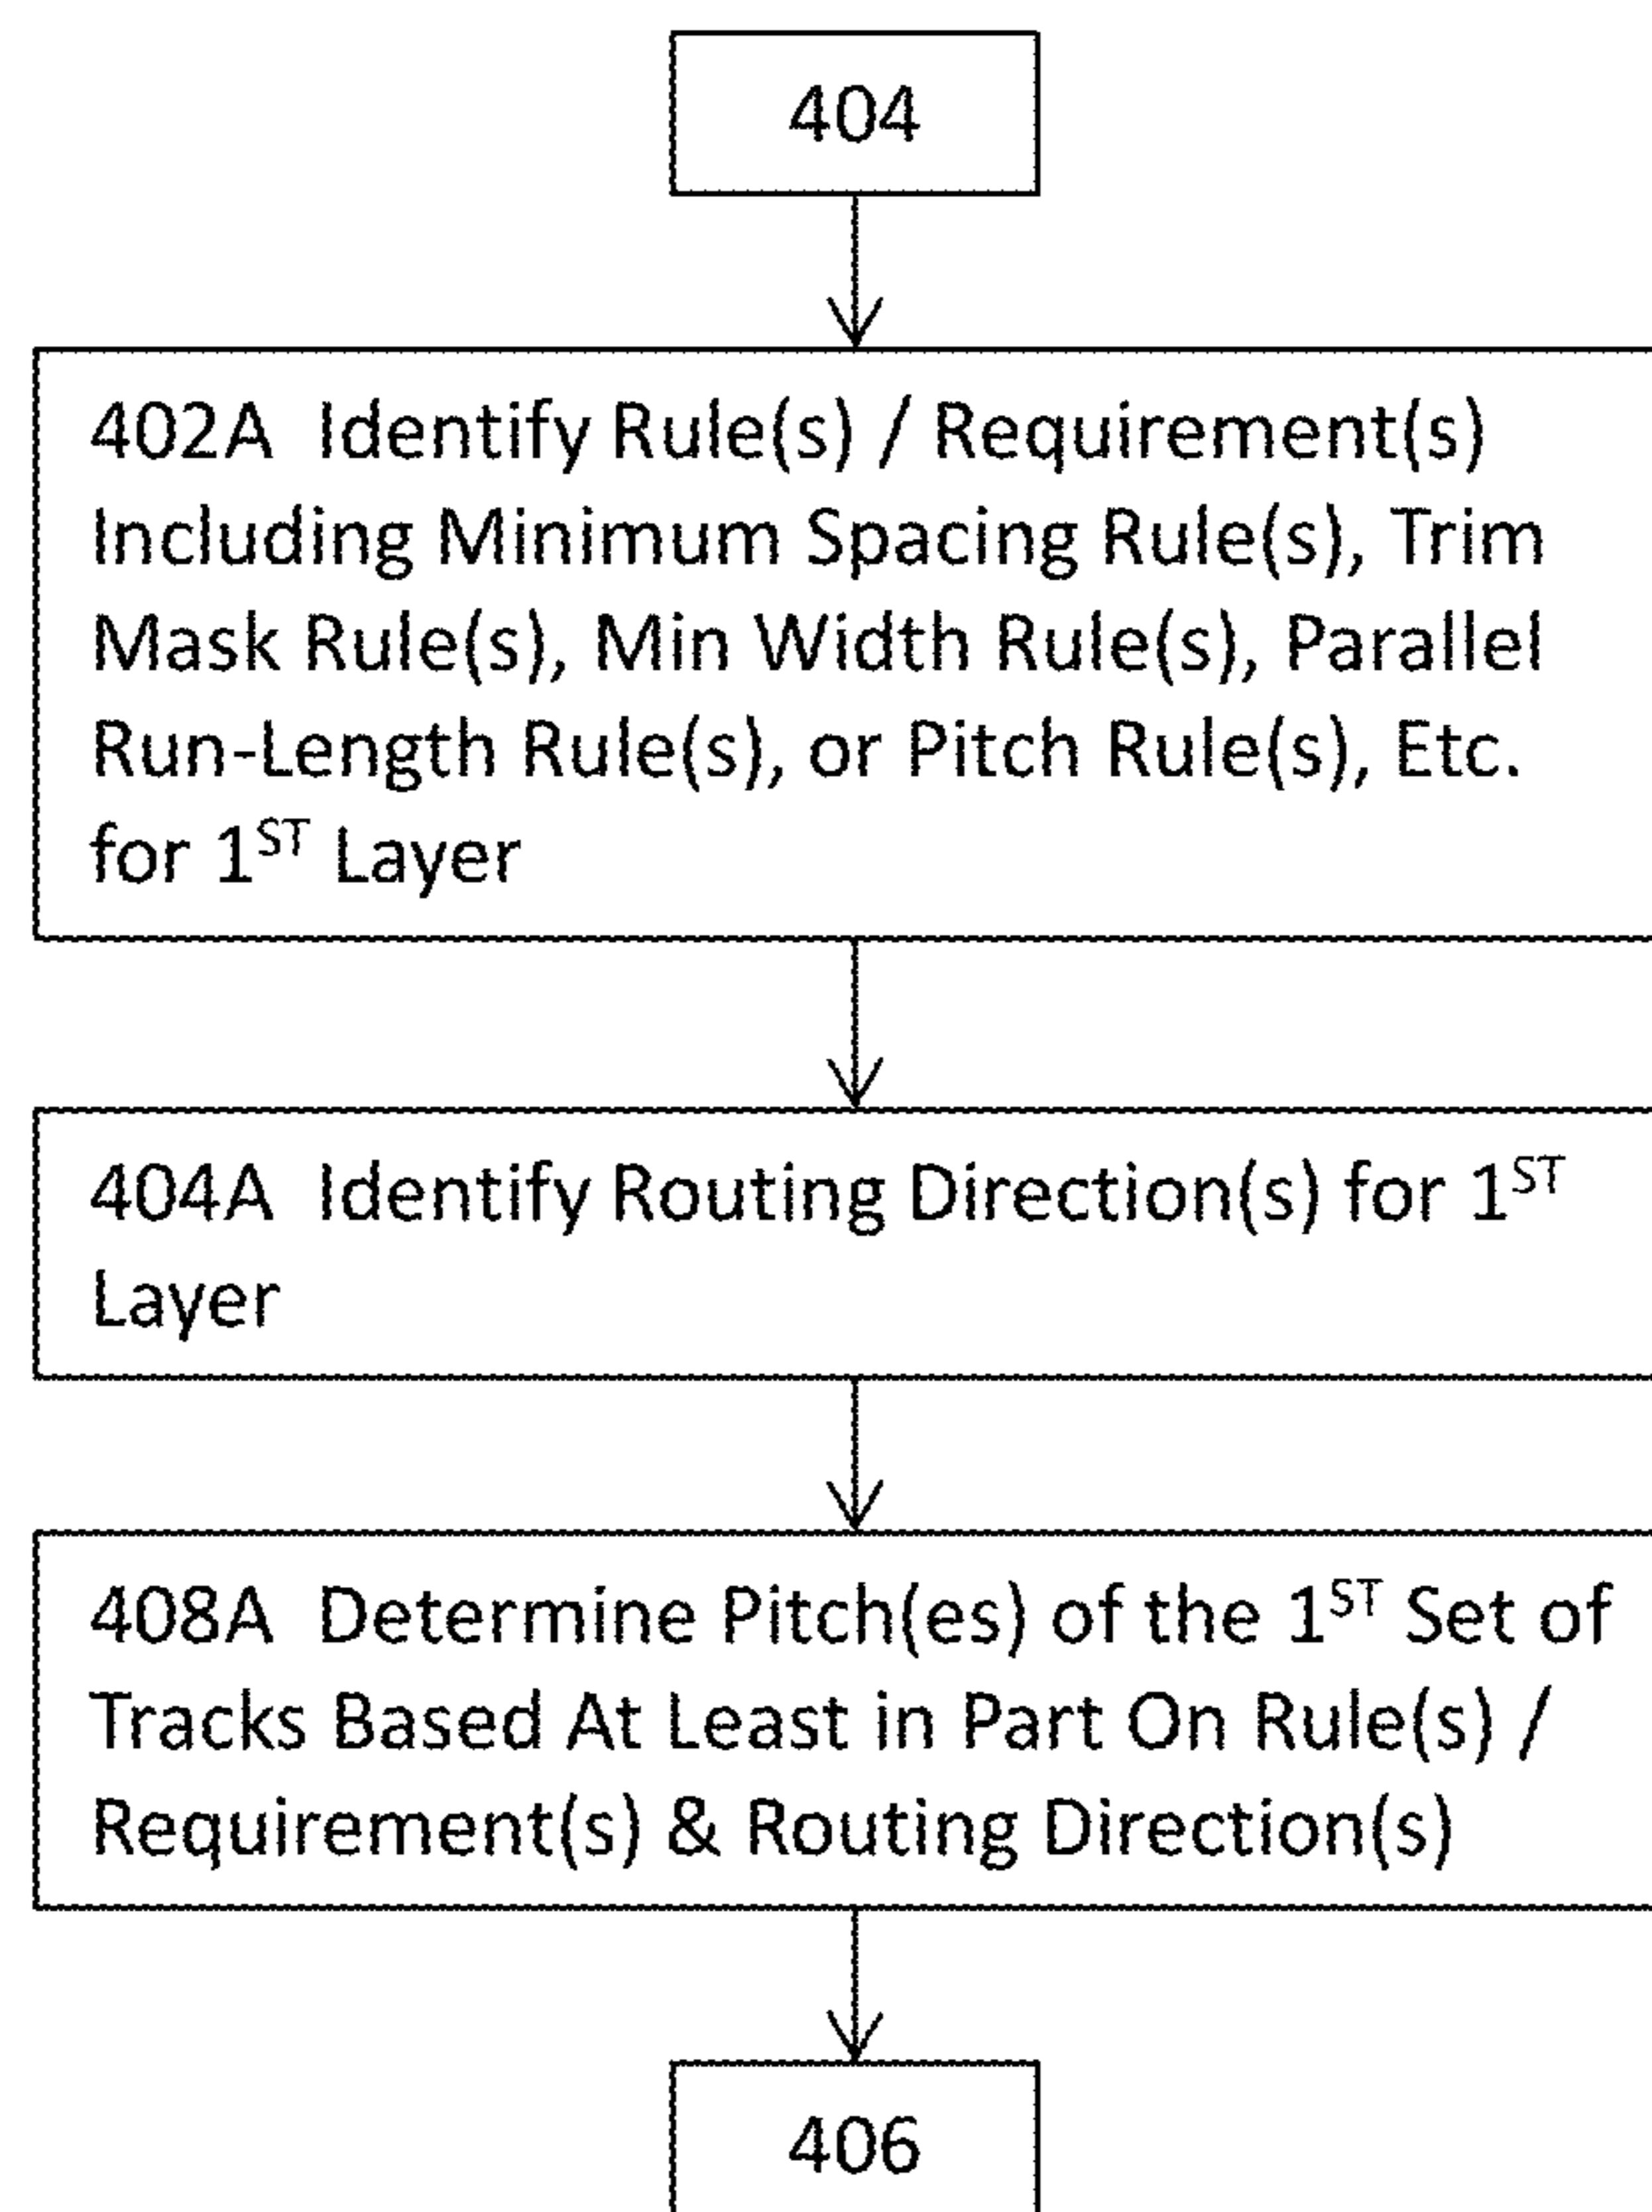 404
402A Identify Rule(s) / Requirement(s)
Including Minimum Spacing Rule(s), Trim
Mask Rule(s), Min Width Rule(s), Parallel
Run-Length Rule(s), or Pitch Rule(s), Etc.
for 1ST Layer
404A Identify Routing Direction(s) for 1ST
Layer
408A Determine Pitch(es) of the 1ST Set of
Tracks Based At Least in Part On Rule(s) /
Requirement(s) & Routing Direction(s)
406